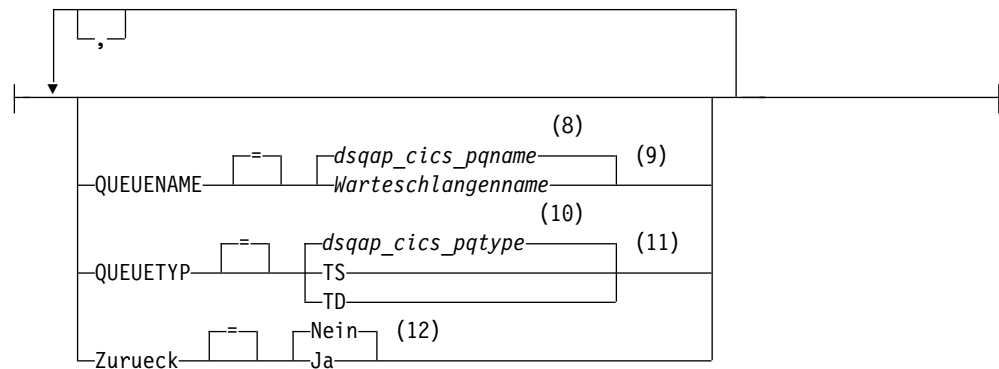 ,
(8)
= dsqap_cics_pqname (9)
QUEUENAME Warteschlangenname
(10)
= dsqap_cics_pqtype (11)
QUEUETYP TS
TD
= Nein (12)
Zurueck Ja